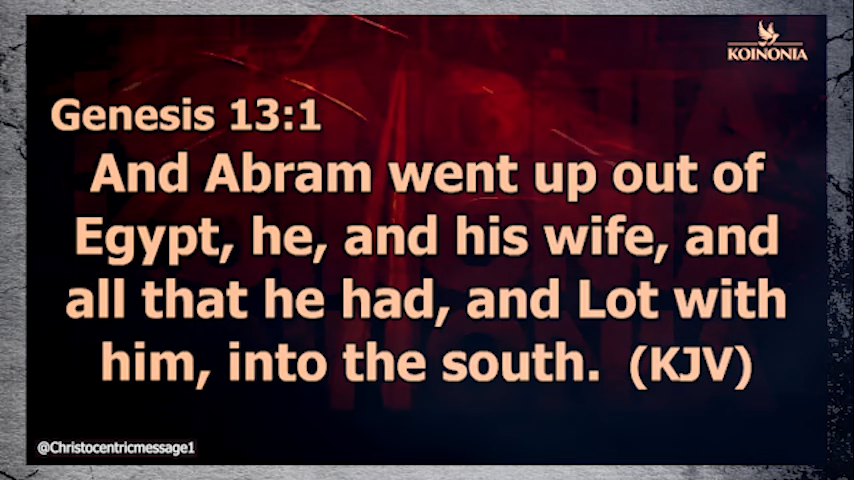 KOINONIA
Genesis 13:1
And Abram went up out of
Egypt, he, and his wife, and
all that he had, and Lot with
him, into the south. (KJV)
@Christocentricmessage1